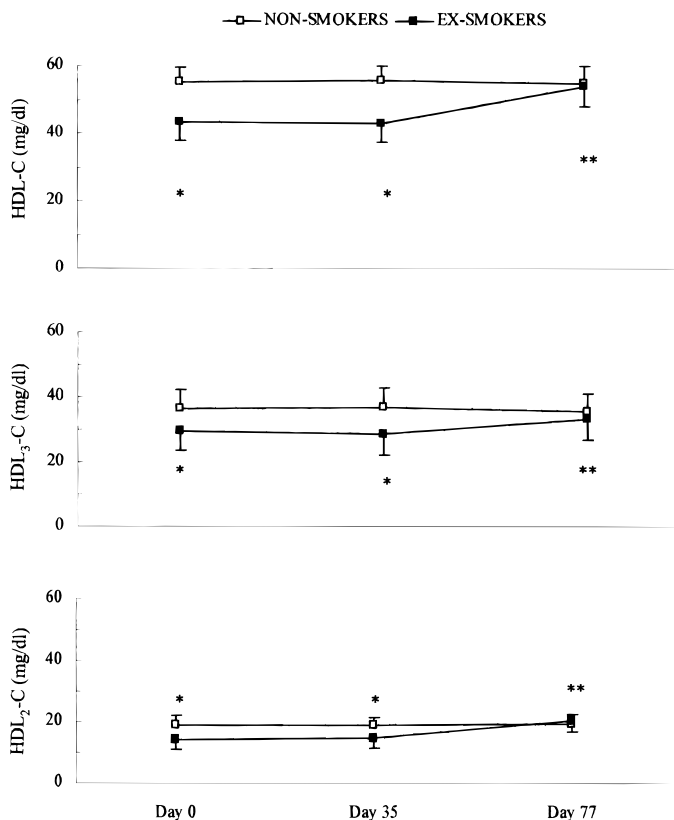 NON-SMOKERS EX-SMOKERS
60
40
20
0
HDL-C (mg/dl)
* * **
60
40
20
0
HDL₃-C (mg/dl)
* * **
60
40
20
0
HDL₂-C (mg/dl)
* * **
Day 0 Day 35 Day 77